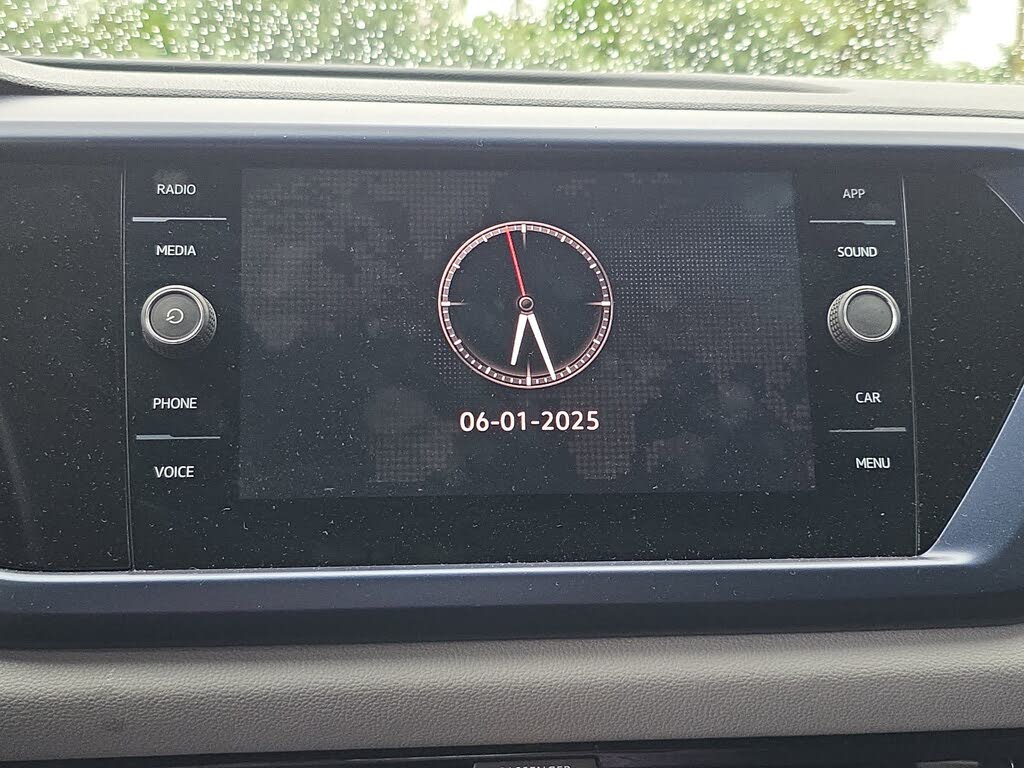 RADIO
MEDIA
PHONE
VOICE
06-01-2025
APP
SOUND
CAR
MENU